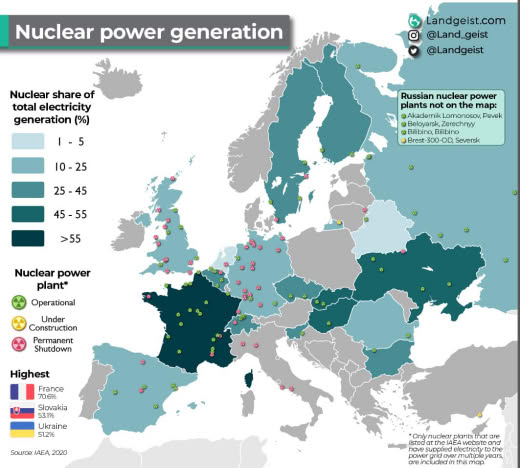 Nuclear power generation
Landgeist.com
@Land_geist
@Landgeist
Nuclear share of
total electricity
generation (%)
1 - 5
10 - 25
25 - 45
45 - 55
>55
Russian nuclear power
plants not on the map:
Akademik Lomonosov, Pevek
Beloyarsk, Zerechnyy
Bilibino, Bilibino
Brest-300-OD, Seversk
Nuclear power
plant*
Operational
Under
Construction
Permanent
Shutdown
Highest
France
70.6%
Slovakia
53.1%
Ukraine
51.2%
Source: IAEA, 2020
* Only nuclear plants that are
listed at the IAEA website and
have supplied electricity to the
power grid over multiple years,
are included in this map.